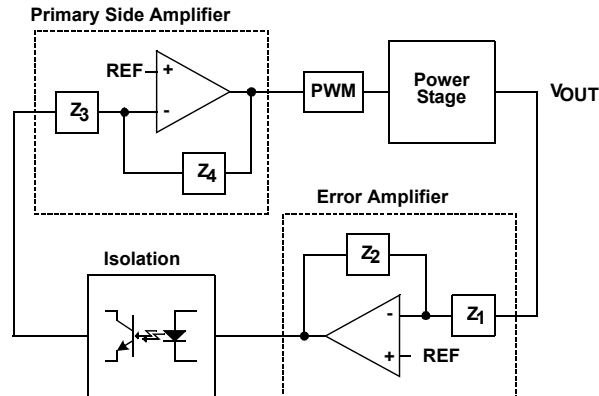 Primary Side Amplifier
REF
+
-
Z3
Z4
PWM
Power
Stage
VOUT
Error Amplifier
Isolation
Z2
-
Z1
+
REF